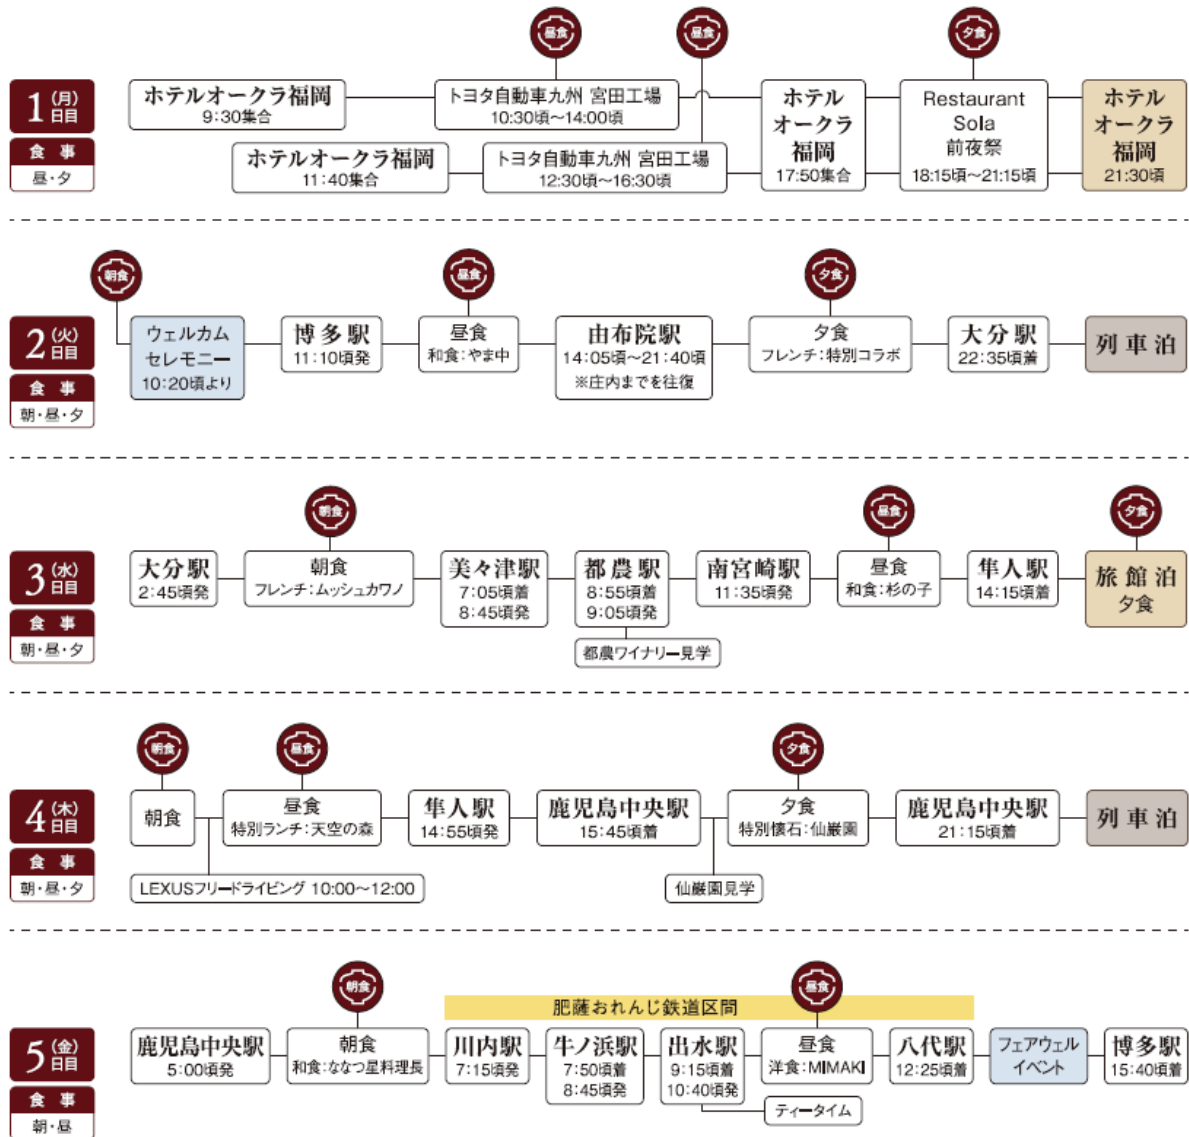 昼食
昼食
夕食
1(月)
日目
食 事
昼・夕
ホテルオークラ福岡
9:30集合
トヨタ自動車九州 宮田工場
10:30頃～14:00頃
ホテルオークラ福岡
11:40集合
トヨタ自動車九州 宮田工場
12:30頃～16:30頃
ホテル
オークラ
福岡
17:50集合
Restaurant
Sola
前夜祭
18:15頃～21:15頃
ホテル
オークラ
福岡
21:30頃
朝食
昼食
夕食
2(火)
日目
食 事
朝・昼・夕
ウェルカム
セレモニー
10:20頃より
博多駅
11:10頃発
昼食
和食:やま中
由布院駅
14:05頃～21:40頃
※庄内までを往復
夕食
フレンチ:特別コラボ
大分駅
22:35頃着
列車泊
朝食
昼食
夕食
3(水)
日目
食 事
朝・昼・夕
大分駅
2:45頃発
朝食
フレンチ:ムッシュカワノ
美々津駅
7:05頃着
8:45頃発
都農駅
8:55頃着
9:05頃発
都農ワイナリー見学
南宮崎駅
11:35頃発
昼食
和食:杉の子
隼人駅
14:15頃着
旅館泊
夕食
朝食
昼食
夕食
4(木)
日目
食 事
朝・昼・夕
朝食
昼食
特別ランチ:天空の森
隼人駅
14:55頃発
鹿児島中央駅
15:45頃着
夕食
特別懐石:仙巌園
鹿児島中央駅
21:15頃着
列車泊
LEXUSフリードライビング 10:00～12:00
仙巌園見学
朝食
昼食
肥薩おれんじ鉄道区間
5(金)
日目
食 事
朝・昼
鹿児島中央駅
5:00頃発
朝食
和食:ななつ星料理長
川内駅
7:15頃発
牛ノ浜駅
7:50頃着
8:45頃発
出水駅
9:15頃着
10:40頃発
ティータイム
昼食
洋食:MIMAKI
八代駅
12:25頃着
フェアウェル
イベント
博多駅
15:40頃着